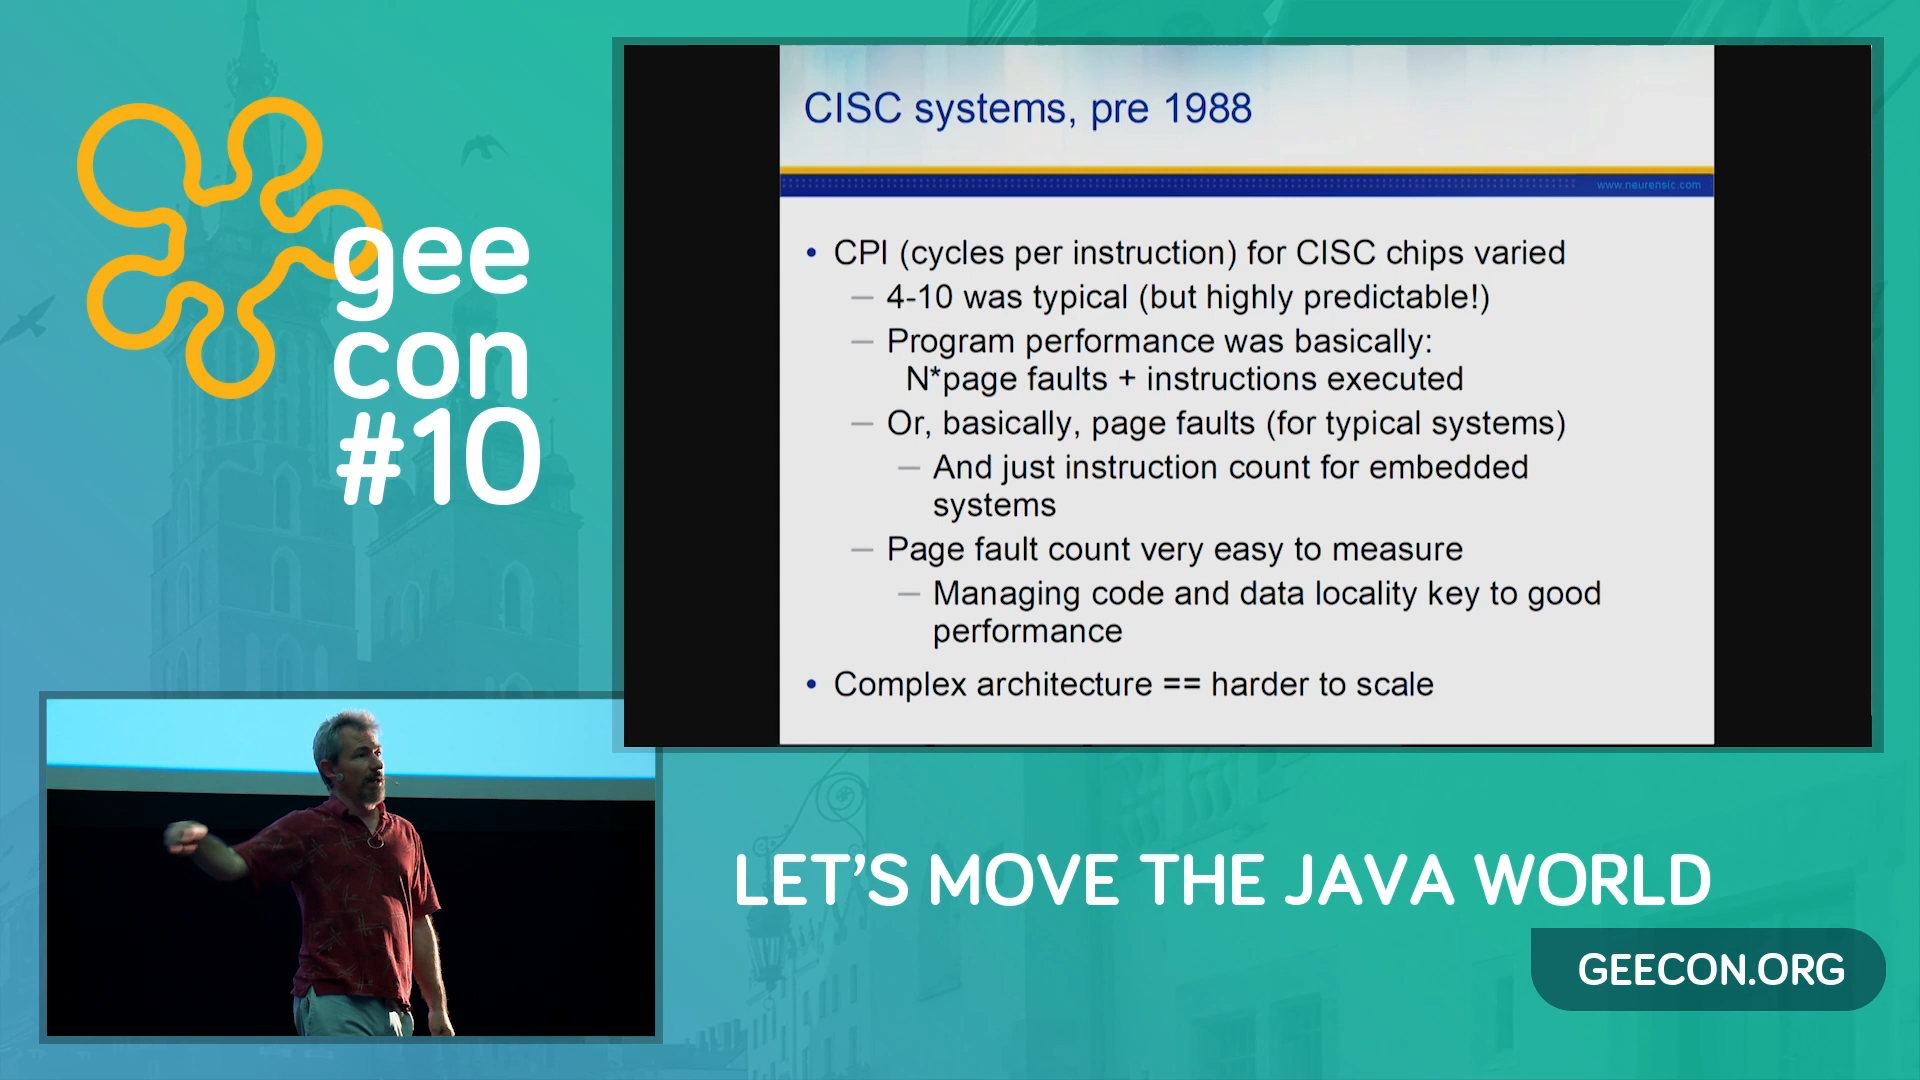 gee
con
#10
CISC systems, pre 1988
www.neurensic.com
• CPI (cycles per instruction) for CISC chips varied
– 4-10 was typical (but highly predictable!)
– Program performance was basically:
N*page faults + instructions executed
– Or, basically, page faults (for typical systems)
– And just instruction count for embedded
systems
– Page fault count very easy to measure
– Managing code and data locality key to good
performance
• Complex architecture == harder to scale
LET'S MOVE THE JAVA WORLD
GEECON.ORG